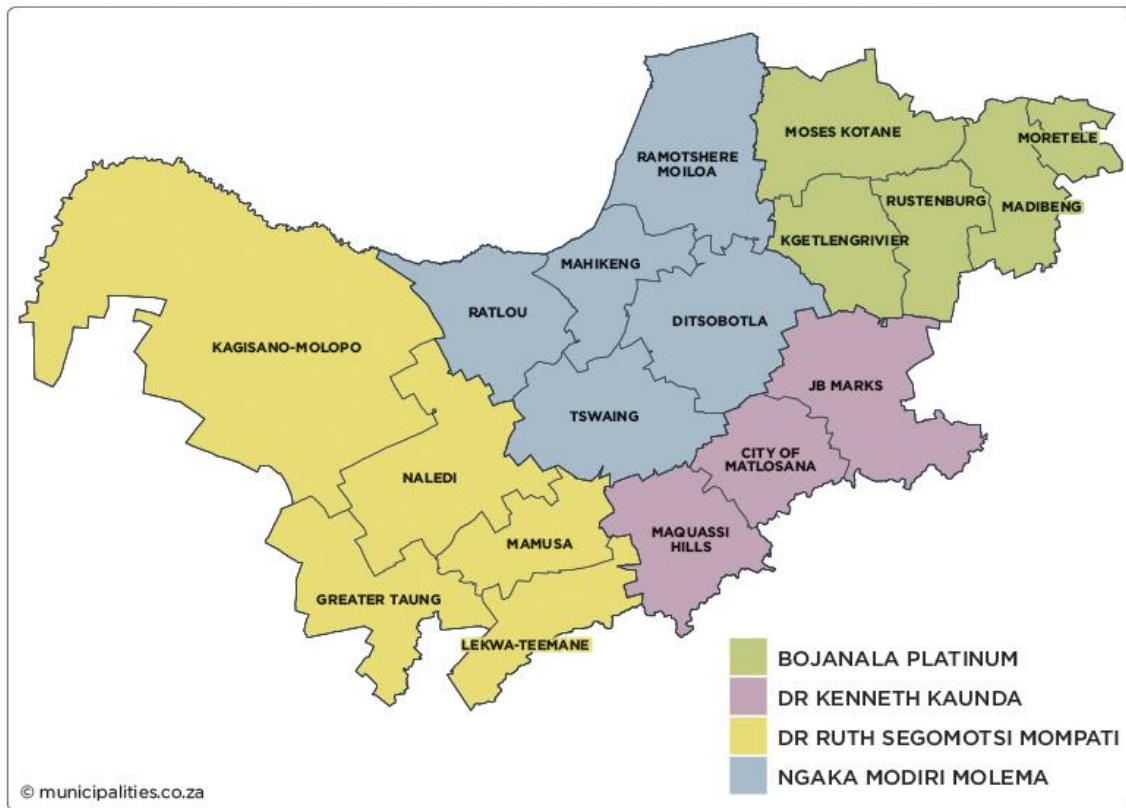 MOSES KOTANE
MORETELE
RAMOTSHERE
MOILOA
RUSTENBURG
MADIBENG
KGETLENGRIVIER
MAHIKENG
RATLOU
DITSOBOTLA
KAGISANO-MOLOPO
JB MARKS
TSWAING
CITY OF
MATLOSANA
NALEDI
MAQUASSI
HILLS
MAMUSA
GREATER TAUNG
LEKWA-TEEMANE
BOJANALA PLATINUM
DR KENNETH KAUNDA
DR RUTH SEGOMOTSI MOMPATI
NGAKA MODIRI MOLEMA
© municipalities.co.za